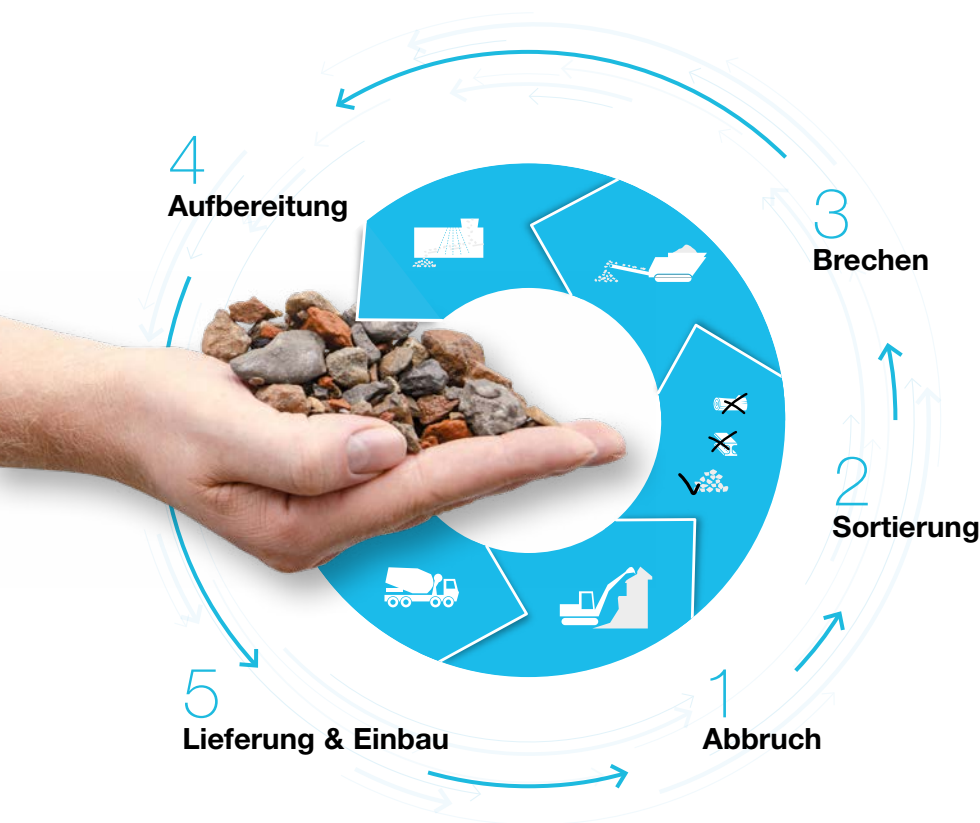 4
Aufbereitung
3
Brechen
2
Sortierung
5
Lieferung & Einbau
1
Abbruch